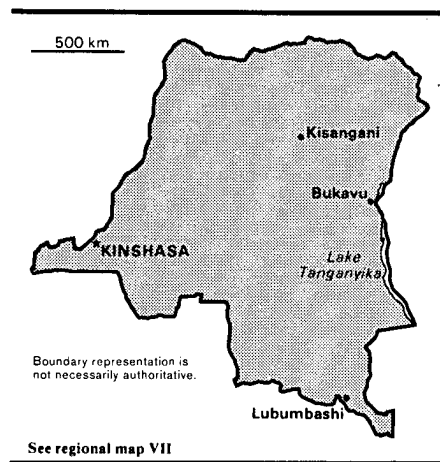 500 km
Kisangani
Bukavu
KINSHASA
Lake
Tanganyika
Boundary representation is
not necessarily authoritative.
Lubumbashi
See regional map VII